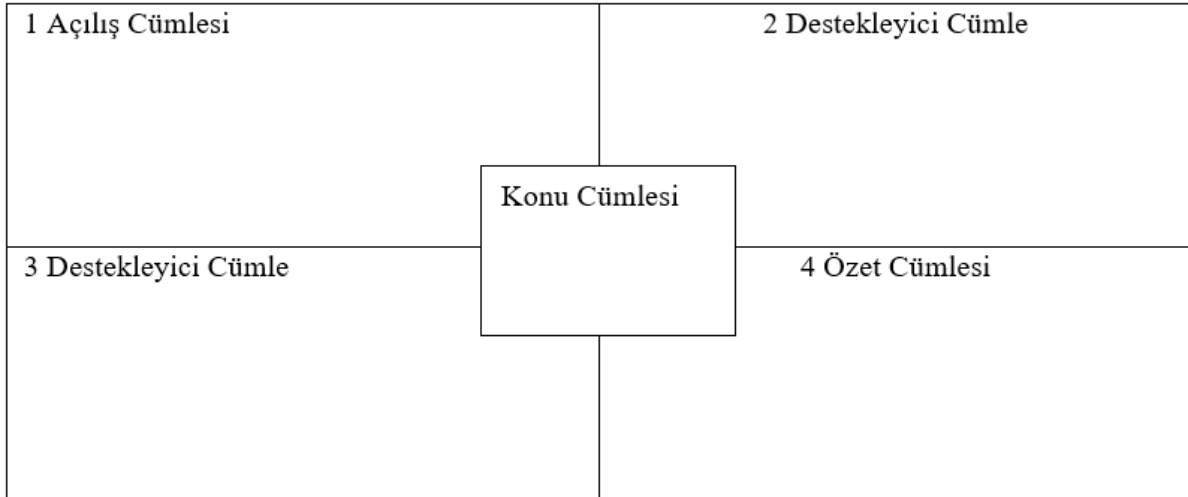 1 Açılış Cümlesi
2 Destekleyici Cümle
Konu Cümlesi
3 Destekleyici Cümle
4 Özet Cümlesi